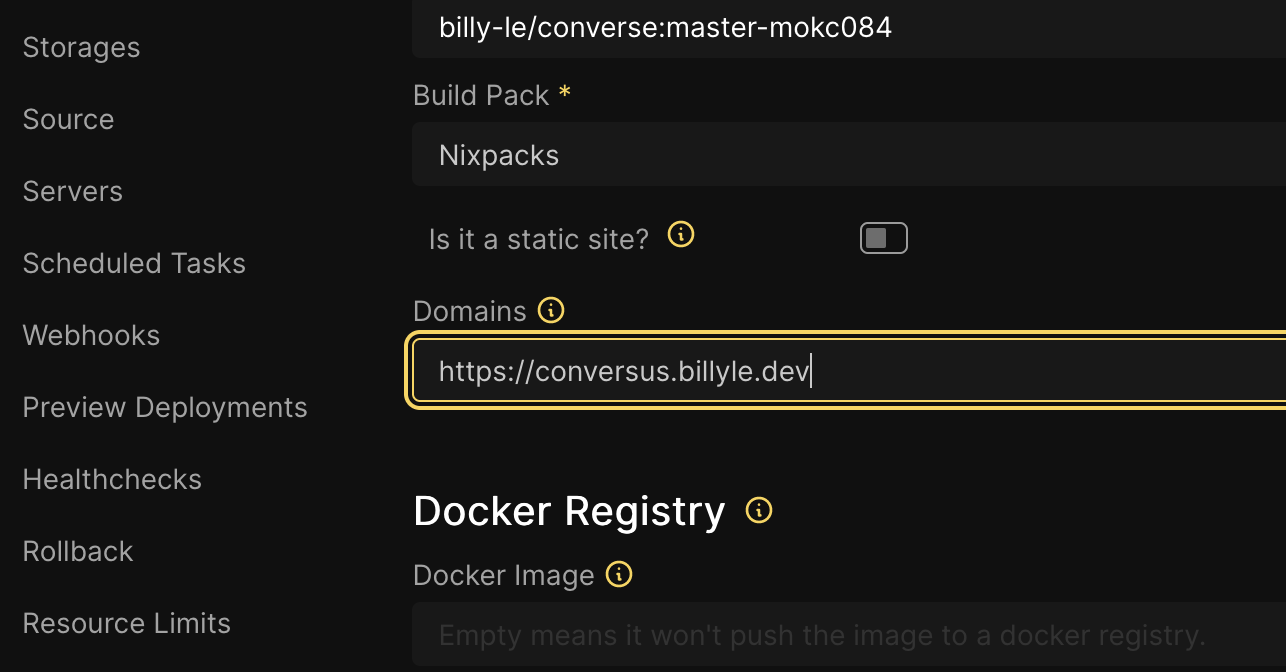 Storages
Source
Servers
Scheduled Tasks
Webhooks
Preview Deployments
Healthchecks
Rollback
Resource Limits
billy-le/converse:master-mokc084
Build Pack *
Nixpacks
Is it a static site?
Domains
https://conversus.billyle.dev
Docker Registry
Docker Image
Empty means it won't push the image to a docker registry.